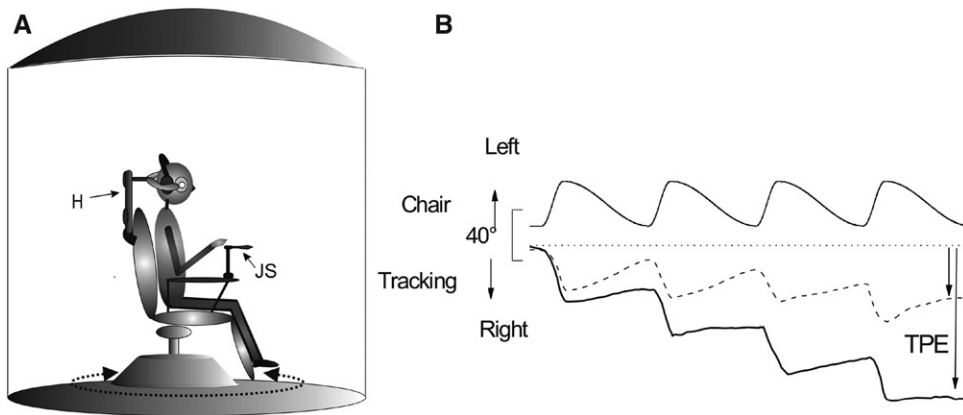 A
H
JS
B
Left
Chair
40°
Tracking
Right
TPE